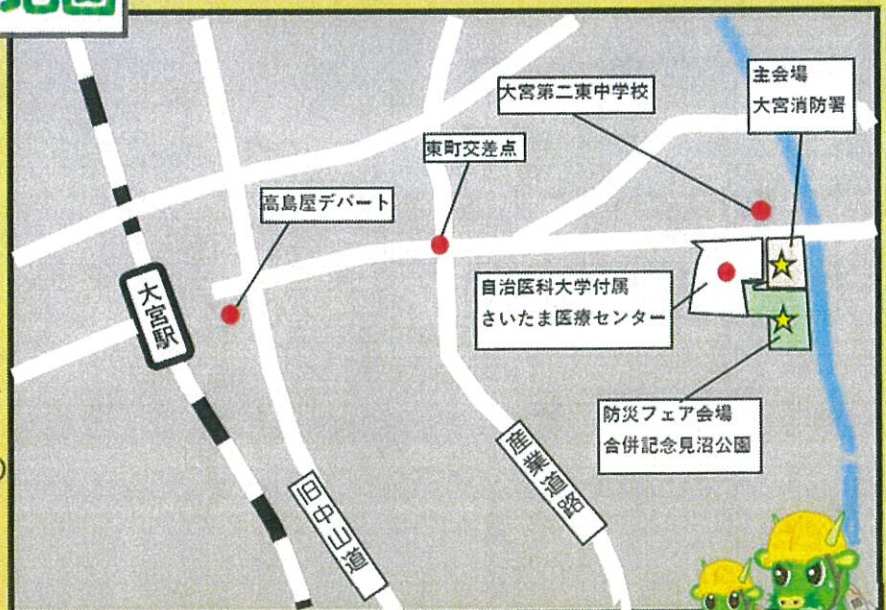 地図
主会場
大宮消防署
大宮第二東中学校
東町交差点
高島屋デパート
大宮駅
自治医科大学付属
さいたま医療センター
防災フェア会場
合併記念見沼公園
産業道路
旧中山道